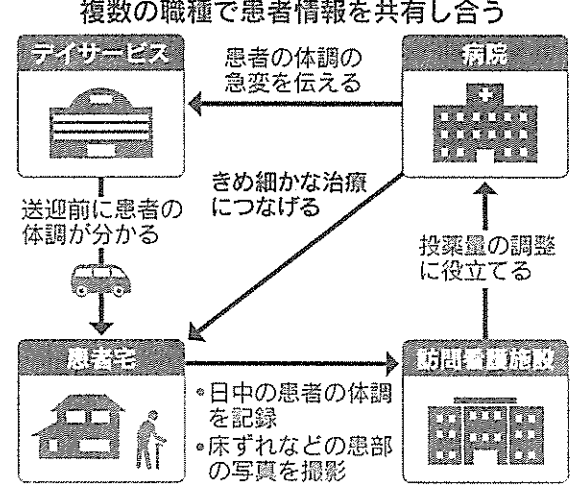 複数の職種で患者情報を共有し合う
デイサービス
患者の体調の
急変を伝える
病院
きめ細かな治療
につなげる
送迎前に患者の
体調が分かる
投薬量の調整
に役立てる
患者宅
訪問看護施設
•日中の患者の体調
を記録
•床ずれなどの患部
の写真を撮影